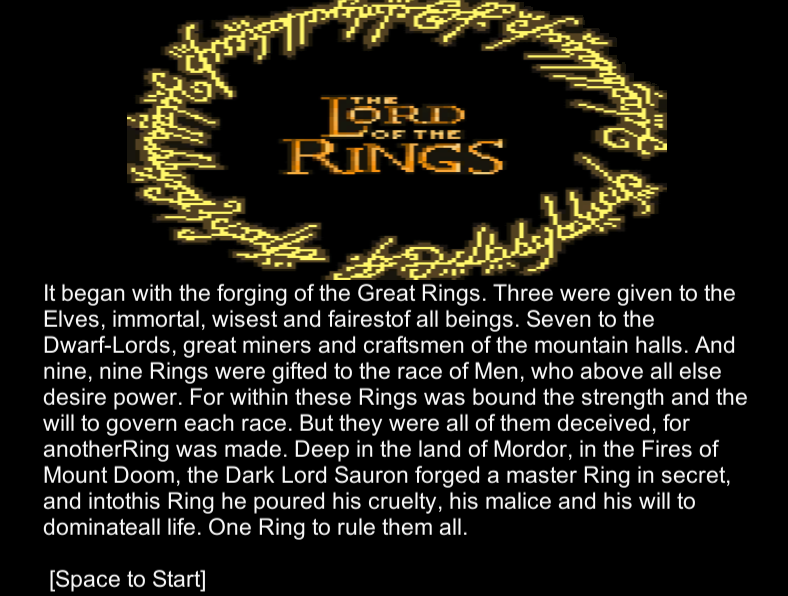 THE
LORD
OF THE
RINGS
It began with the forging of the Great Rings. Three were given to the
Elves, immortal, wisest and fairestof all beings. Seven to the
Dwarf-Lords, great miners and craftsmen of the mountain halls. And
nine, nine Rings were gifted to the race of Men, who above all else
desire power. For within these Rings was bound the strength and the
will to govern each race. But they were all of them deceived, for
anotherRing was made. Deep in the land of Mordor, in the Fires of
Mount Doom, the Dark Lord Sauron forged a master Ring in secret,
and intothis Ring he poured his cruelty, his malice and his will to
dominateall life. One Ring to rule them all.
[Space to Start]